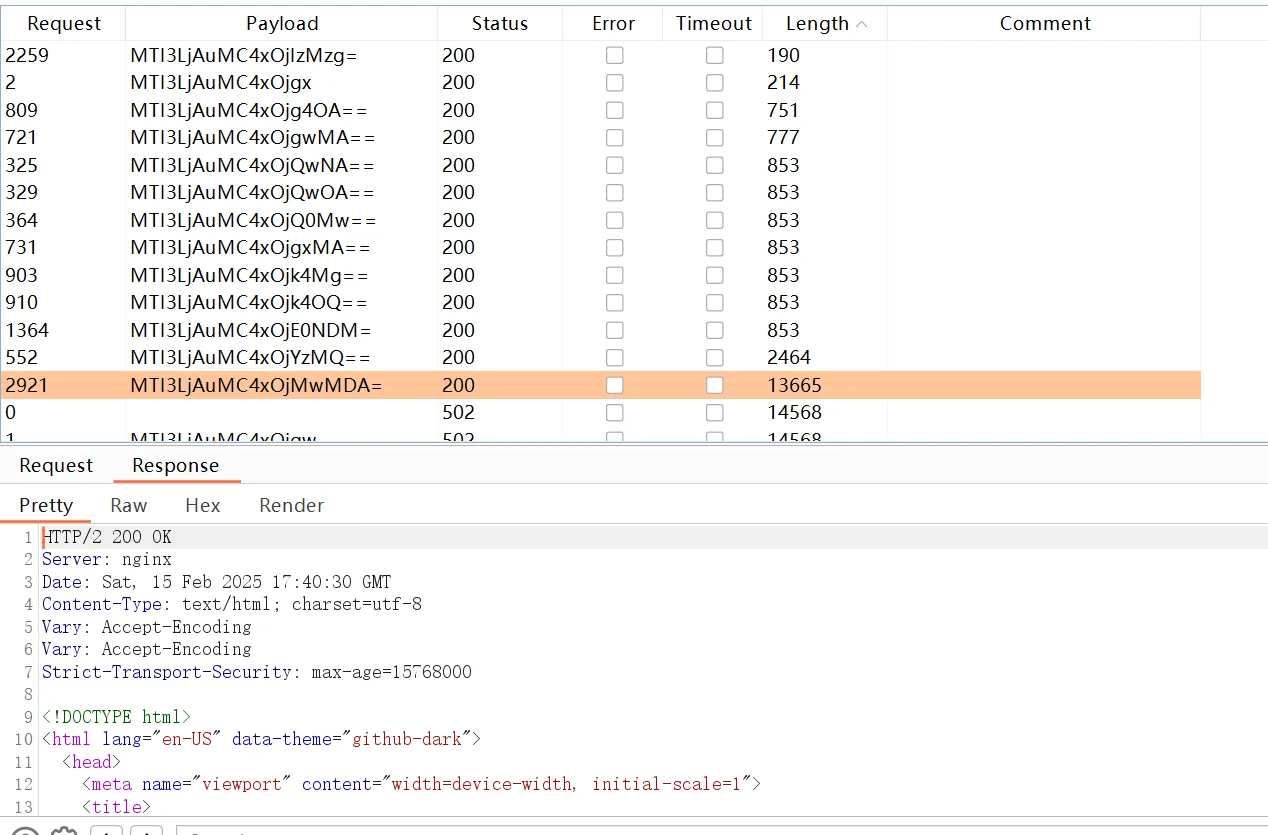 Request Payload Status Error Timeout Length Comment
2259 MTI3LjAuMC4xOjIzMzg= 200 190
2 MTI3LjAuMC4xOjgx 200 214
809 MTI3LjAuMC4xOjg4OA== 200 751
721 MTI3LjAuMC4xOjgwMA== 200 777
325 MTI3LjAuMC4xOjQwNA== 200 853
329 MTI3LjAuMC4xOjQwOA== 200 853
364 MTI3LjAuMC4xOjQ0Mw== 200 853
731 MTI3LjAuMC4xOjgxMA== 200 853
903 MTI3LjAuMC4xOjk4Mg== 200 853
910 MTI3LjAuMC4xOjk4OQ== 200 853
1364 MTI3LjAuMC4xOjE0NDM= 200 853
552 MTI3LjAuMC4xOjYzMQ== 200 2464
2921 MTI3LjAuMC4xOjMwMDA= 200 13665
0 502 14568
1 MTI3LjAuMC4xOjgw 502 14568
Request Response
Pretty Raw Hex Render
1 HTTP/2 200 OK
2 Server: nginx
3 Date: Sat, 15 Feb 2025 17:40:30 GMT
4 Content-Type: text/html; charset=utf-8
5 Vary: Accept-Encoding
6 Vary: Accept-Encoding
7 Strict-Transport-Security: max-age=15768000
8
9 <!DOCTYPE html>
10 <html lang="en-US" data-theme="github-dark">
11 <head>
12 <meta name="viewport" content="width=device-width, initial-scale=1">
13 <title>